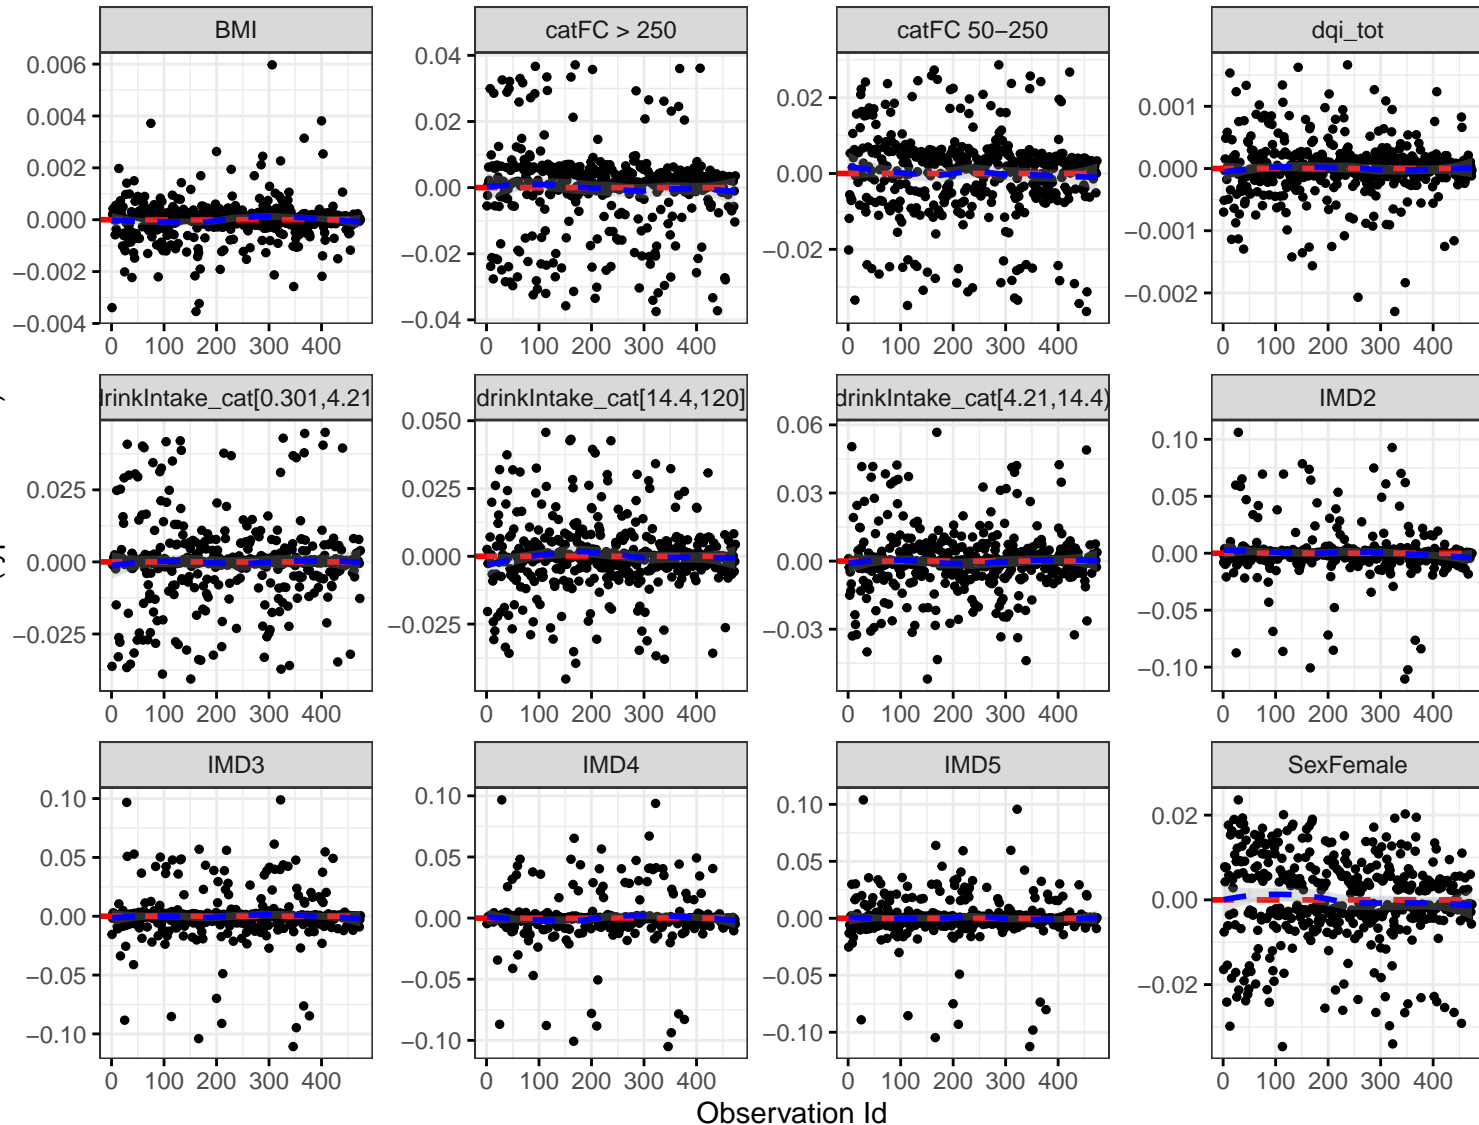 BMI
catFC > 250
catFC 50−250
dqi_tot
0.006
0.004
0.002
0.000
−0.002
−0.004
0.04
0.02
0.00
−0.02
−0.04
0.02
0.00
−0.02
0.001
0.000
−0.001
−0.002
0 100 200 300 400
0 100 200 300 400
0 100 200 300 400
0 100 200 300 400
rinkIntake_cat[0.301,4.21
drinkIntake_cat[14.4,120]
drinkIntake_cat[4.21,14.4)
IMD2
0.025
0.000
−0.025
0.050
0.025
0.000
−0.025
0.06
0.03
0.00
−0.03
0.10
0.05
0.00
−0.05
−0.10
0 100 200 300 400
0 100 200 300 400
0 100 200 300 400
0 100 200 300 400
IMD3
IMD4
IMD5
SexFemale
0.10
0.05
0.00
−0.05
−0.10
0.10
0.05
0.00
−0.05
−0.10
0.10
0.05
0.00
−0.05
−0.10
0.02
0.00
−0.02
0 100 200 300 400
0 100 200 300 400
0 100 200 300 400
0 100 200 300 400
Observation Id